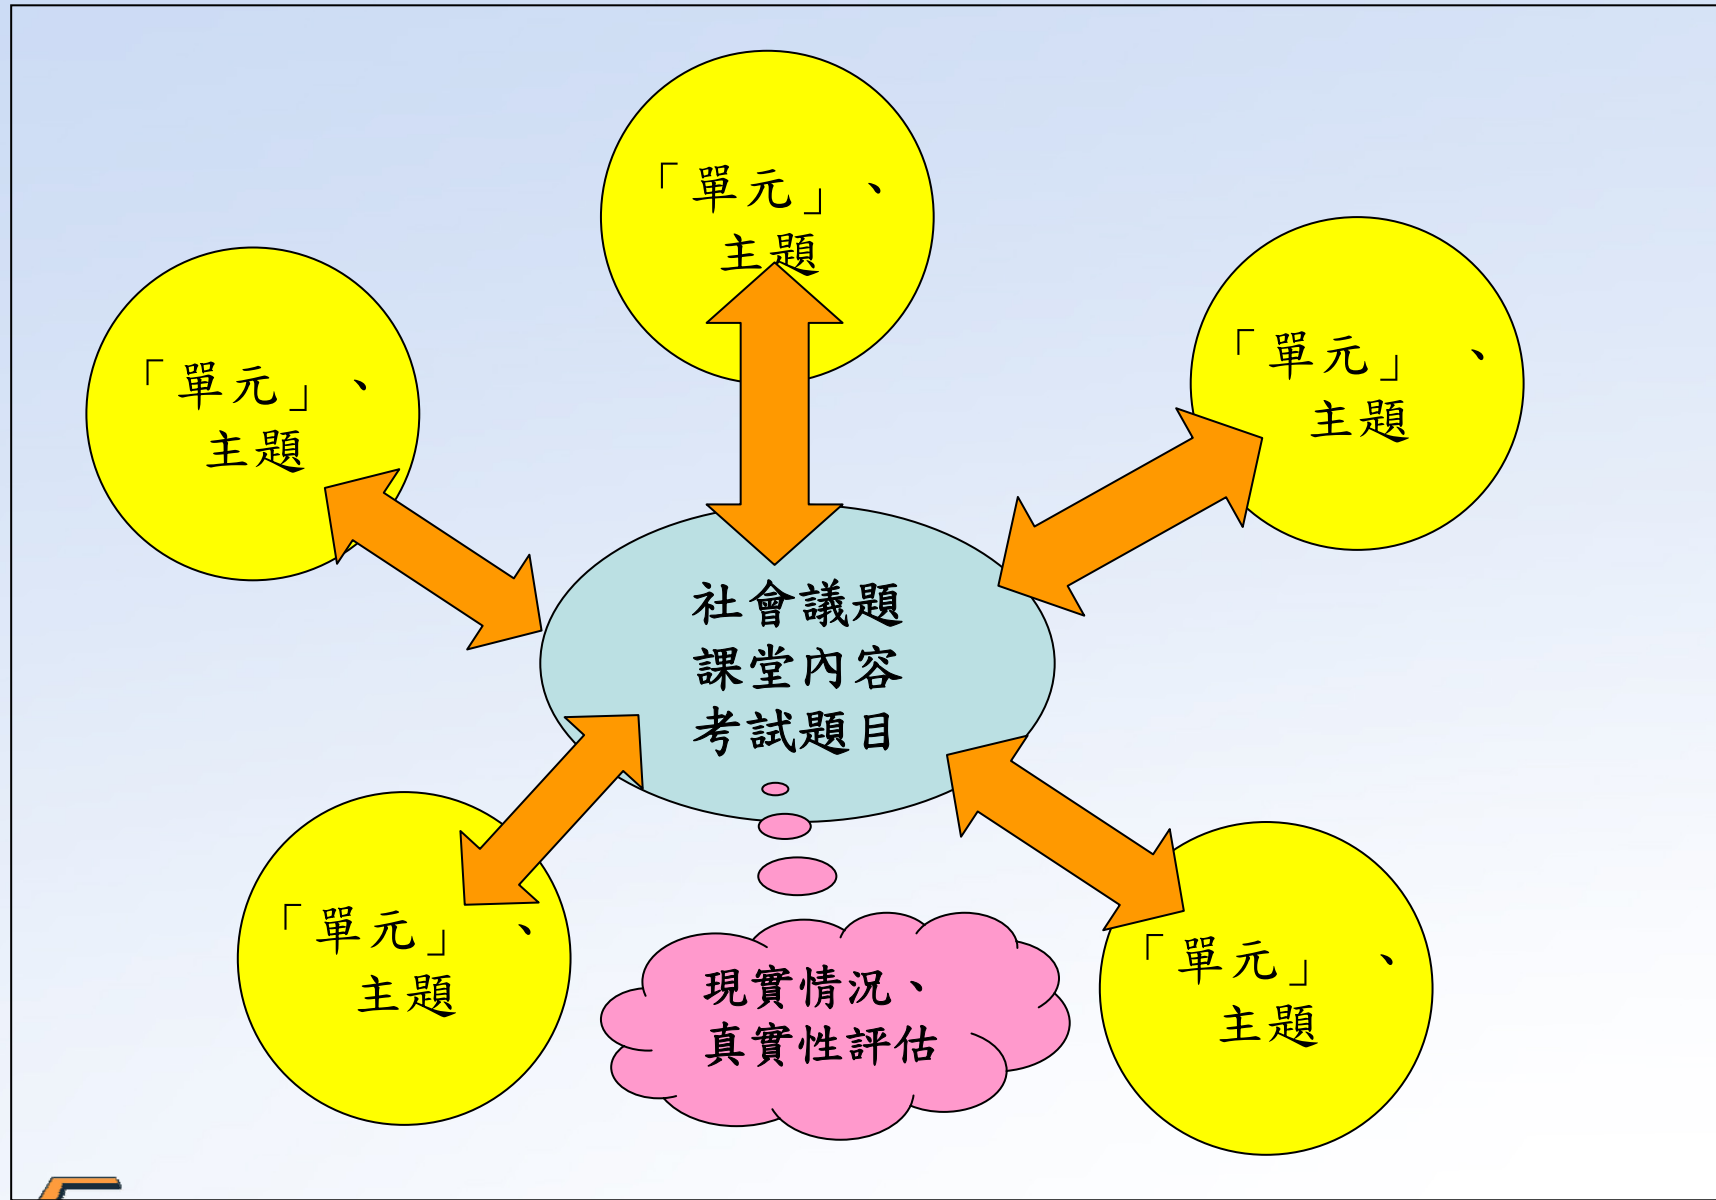 「單元」、
主題
「單元」、
主題
「單元」 、
主題
社會議題
課堂內容
考試題目
「單元」 、
主題
現實情況、
真實性評估
「單元」 、
主題